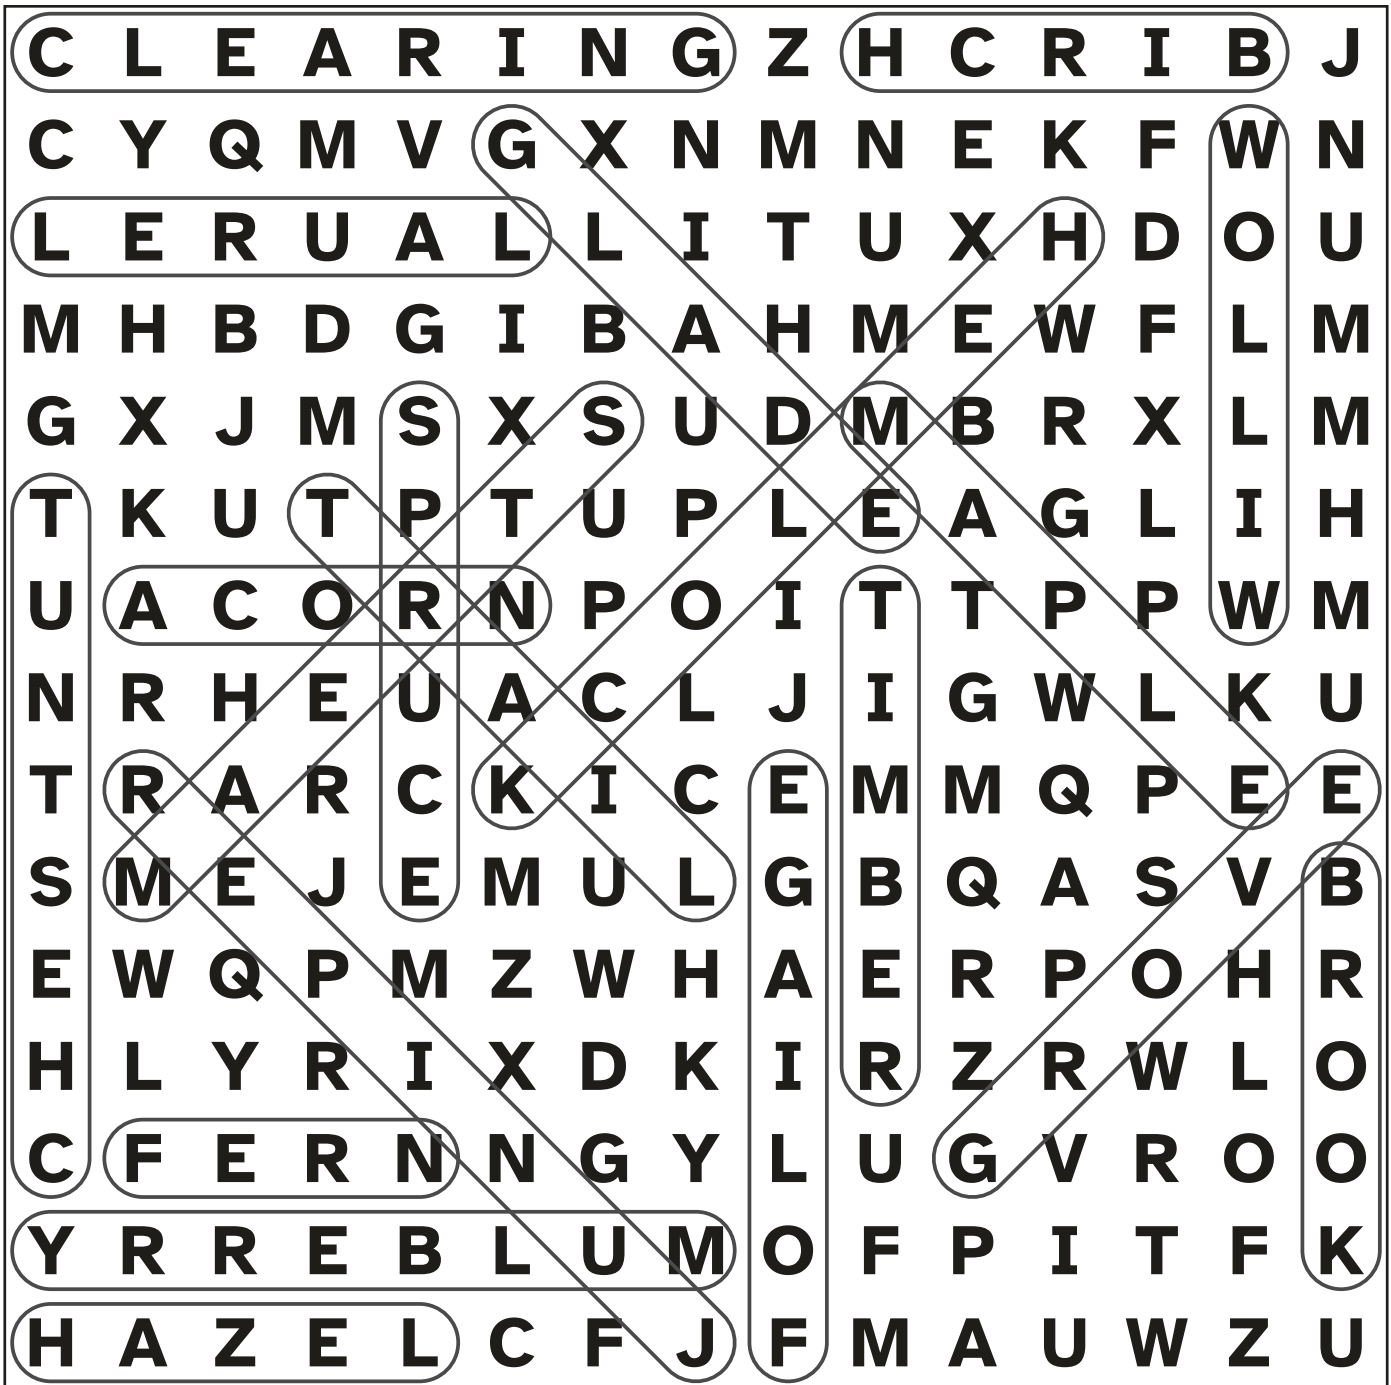 C L E A R I N G Z H C R I B J
C Y Q M V G X N M N E K F W N
L E R U A L L I T U X H D O U
M H B D G I B A H M E W F L M
G X J M S X S U D M B R X L M
T K U T P T U P L E A G L I H
U A C O R N P O I T T P P W M
N R H E U A C L J I G W L K U
T R A R C K I C E M M Q P E E
S M E J E M U L G B Q A S V B
E W Q P M Z W H A E R P O H R
H L Y R I X D K I R Z R W L O
C F E R N N G Y L U G V R O O
Y R R E B L U M O F P I T F K
H A Z E L C F J F M A U W Z U